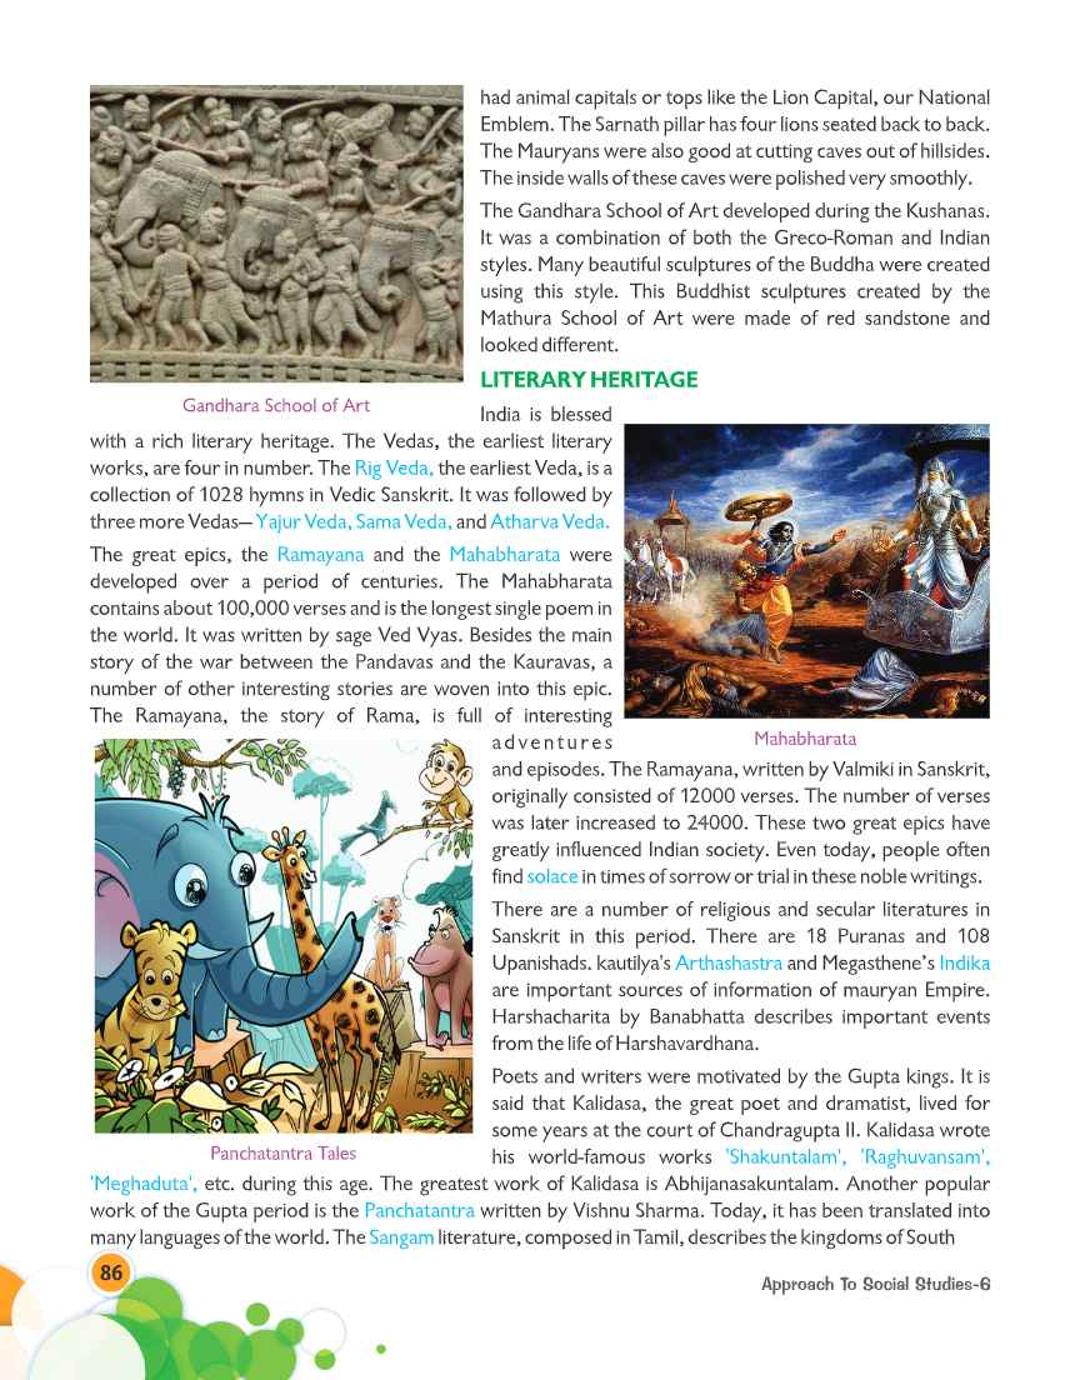 had animal capitals or tops like the Lion Capital, our National
Emblem. The Sarnath pillar has four lions seated back to back.
The Mauryans were also good at cutting caves out of hillsides.
The inside walls of these caves were polished very smoothly.
The Gandhara School of Art developed during the Kushanas.
It was a combination of both the Greco-Roman and Indian
styles. Many beautiful sculptures of the Buddha were created
using this style. This Buddhist sculptures created by the
Mathura School of Art were made of red sandstone and
looked different.
Gandhara School of Art
LITERARY HERITAGE
India is blessed
with a rich literary heritage. The Vedas, the earliest literary
works, are four in number. The Rig Veda, the earliest Veda, is a
collection of 1028 hymns in Vedic Sanskrit. It was followed by
three more Vedas— Yajur Veda, Sama Veda, and Atharva Veda.
The great epics, the Ramayana and the Mahabharata were
developed over a period of centuries. The Mahabharata
contains about 100,000 verses and is the longest single poem in
the world. It was written by sage Ved Vyas. Besides the main
story of the war between the Pandavas and the Kauravas, a
number of other interesting stories are woven into this epic.
The Ramayana, the story of Rama, is full of interesting
adventures
Mahabharata
and episodes. The Ramayana, written by Valmiki in Sanskrit,
originally consisted of 12000 verses. The number of verses
was later increased to 24000. These two great epics have
greatly influenced Indian society. Even today, people often
find solace in times of sorrow or trial in these noble writings.
There are a number of religious and secular literatures in
Sanskrit in this period. There are 18 Puranas and 108
Upanishads. kautilya's Arthashastra and Megasthene's Indika
are important sources of information of mauryan Empire.
Harshacharita by Banabhatta describes important events
from the life of Harshavardhana.
Poets and writers were motivated by the Gupta kings. It is
said that Kalidasa, the great poet and dramatist, lived for
some years at the court of Chandragupta II. Kalidasa wrote
Panchatantra Tales
his world-famous works 'Shakuntalam', 'Raghuvansam',
'Meghaduta', etc. during this age. The greatest work of Kalidasa is Abhijanasakuntalam. Another popular
work of the Gupta period is the Panchatantra written by Vishnu Sharma. Today, it has been translated into
many languages of the world. The Sangam literature, composed in Tamil, describes the kingdoms of South
86
Approach To Social Studies-6